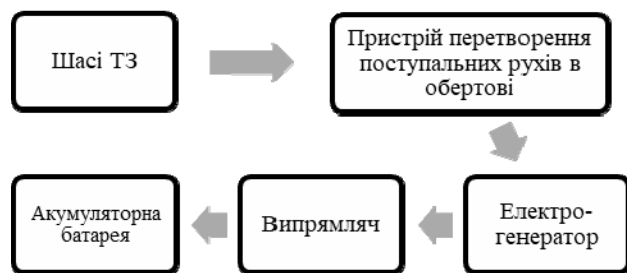 Шасі ТЗ
Пристрій перетворення
поступальних рухів в
обертові
Електро-
генератор
Випрямляч
Акумуляторна
батарея